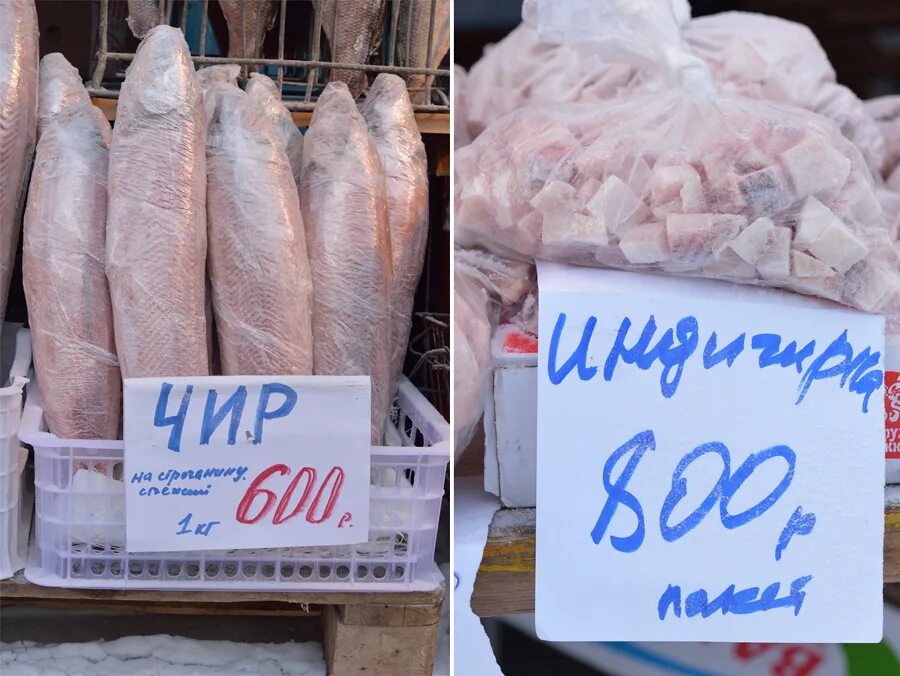 ЧИР
на строганину.
свежий
1 кг 600 р.
Индигирка
800 р
пакет